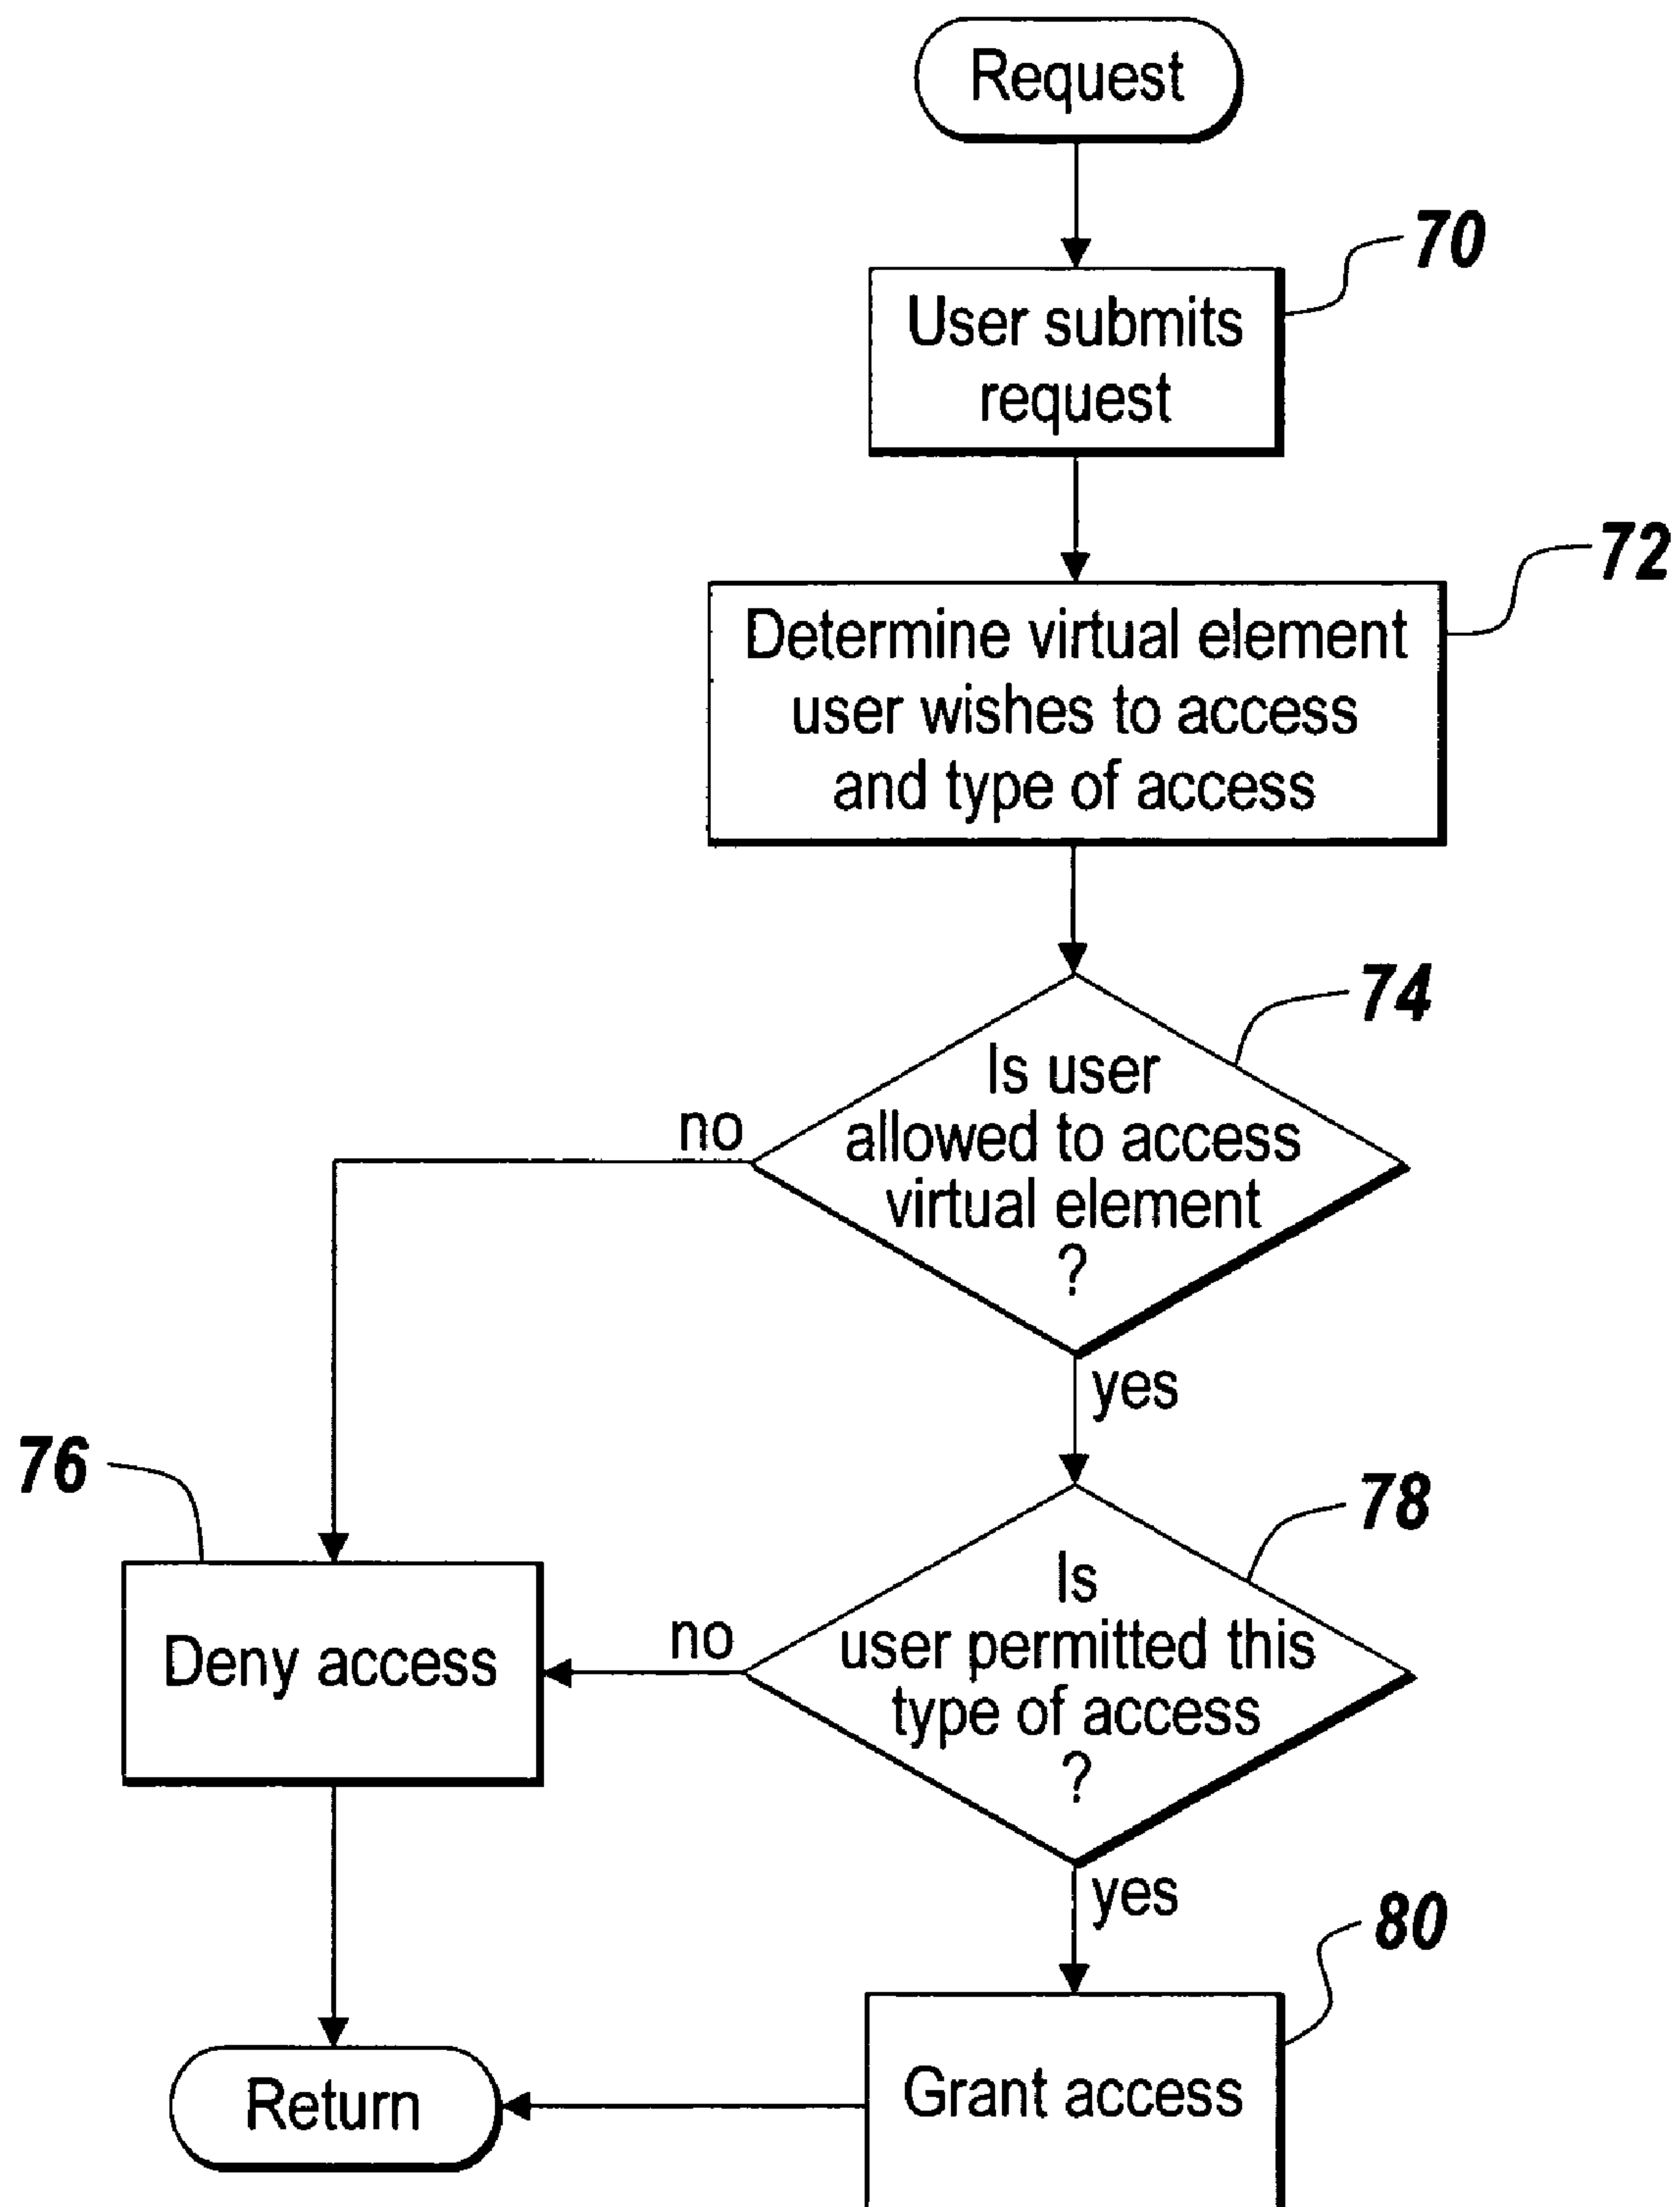 Request
70
User submits
request
72
Determine virtual element
user wishes to access
and type of access
74
Is user
allowed to access
virtual element
?
no
yes
76
78
Is
user permitted this
type of access
?
no
Deny access
yes
80
Grant access
Return